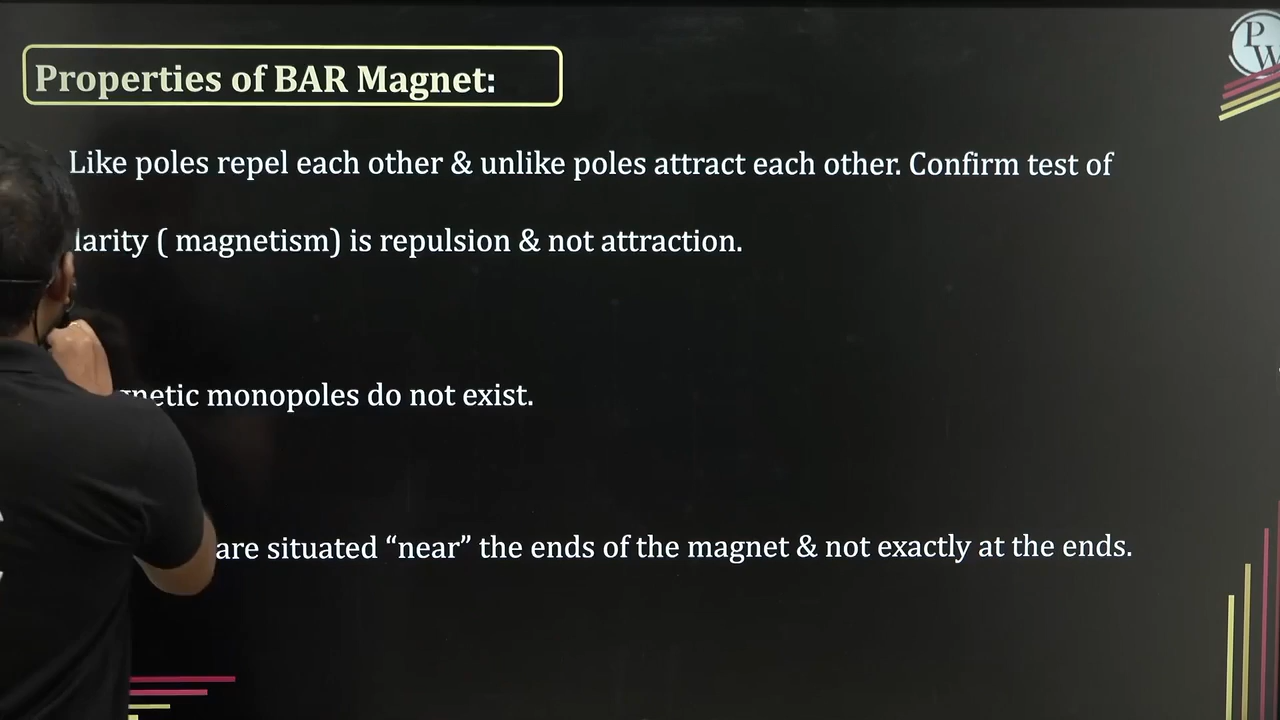 Properties of BAR Magnet:
PW
Like poles repel each other & unlike poles attract each other. Confirm test of
larity ( magnetism) is repulsion & not attraction.
gnetic monopoles do not exist.
are situated “near” the ends of the magnet & not exactly at the ends.